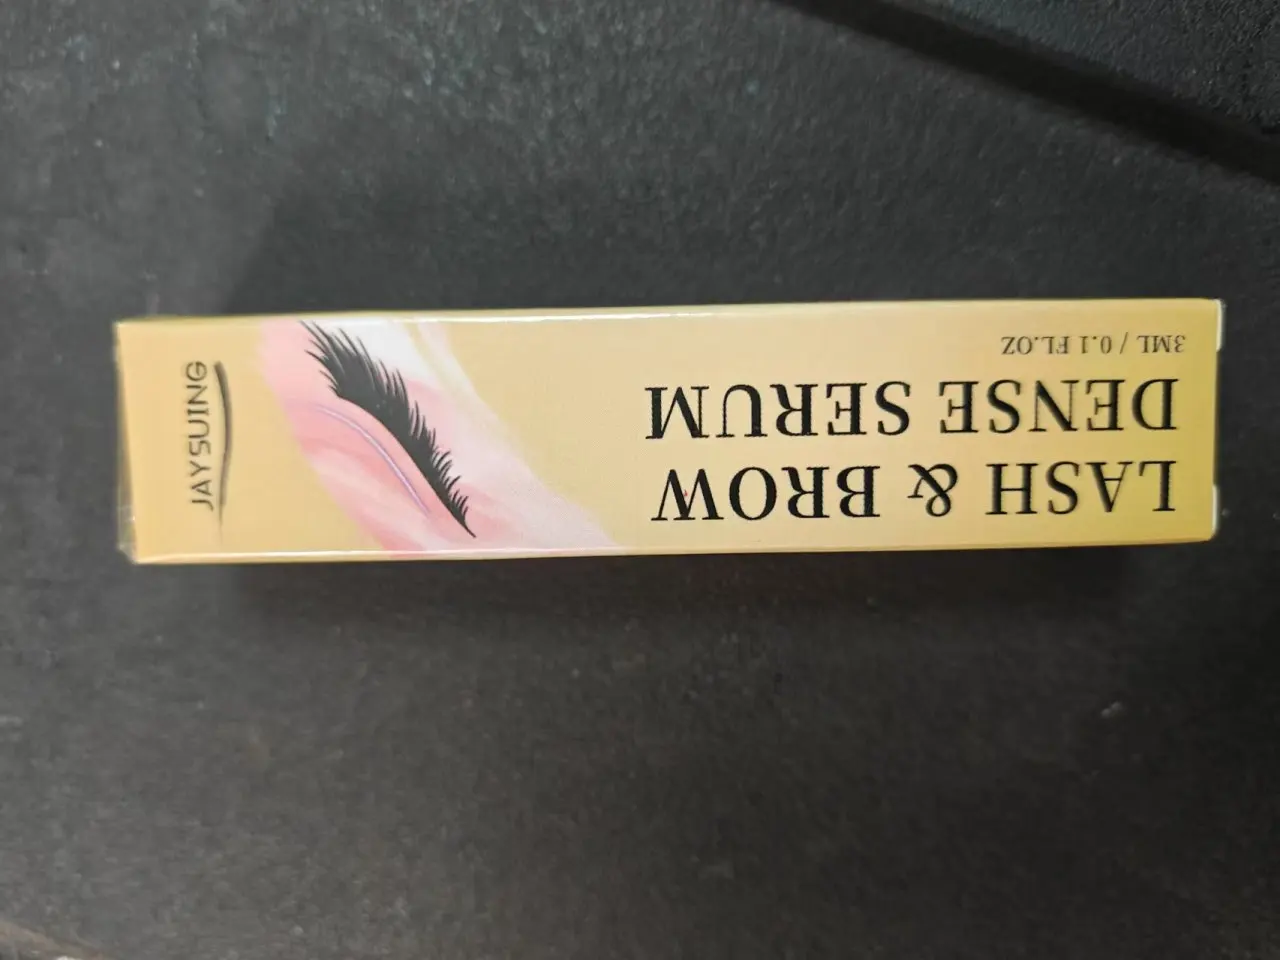 LASH & BROW
DENSE SERUM
3ML / 0.1 FL.OZ
JAYSUING